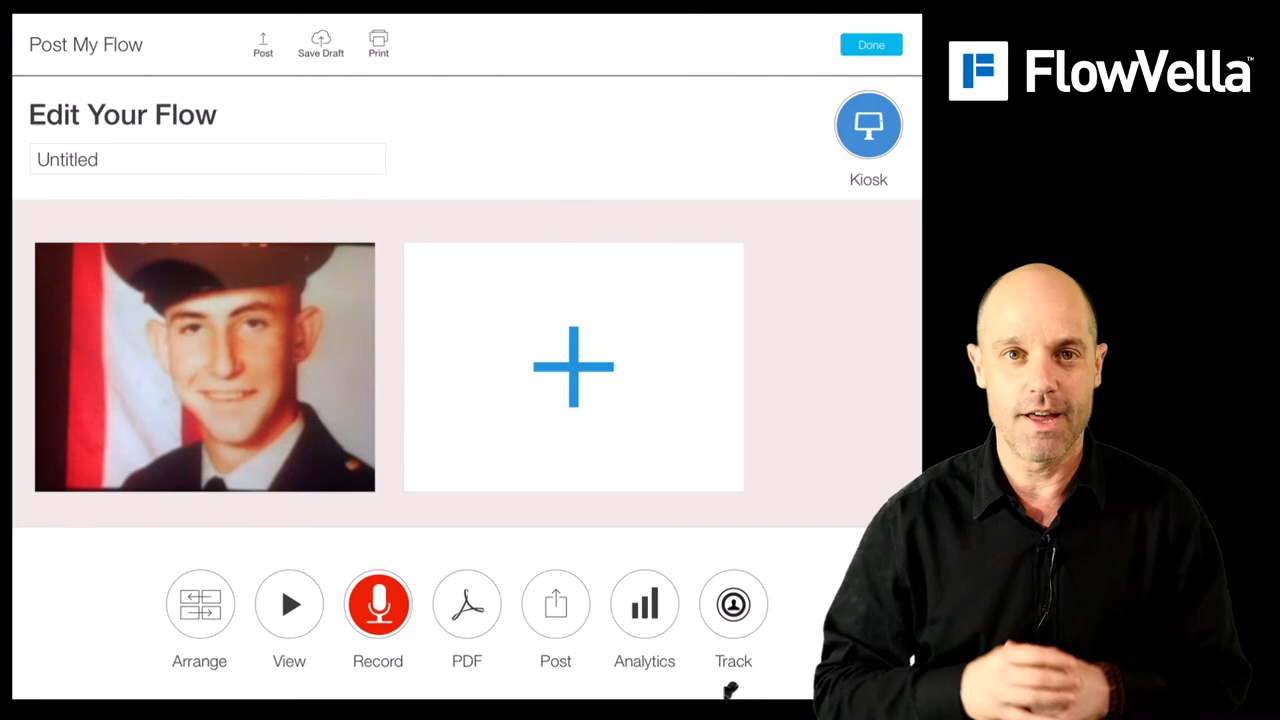 Post My Flow
Post
Save Draft
Print
Done
FlowVella™
Edit Your Flow
Untitled
Kiosk
Arrange
View
Record
PDF
Post
Analytics
Track